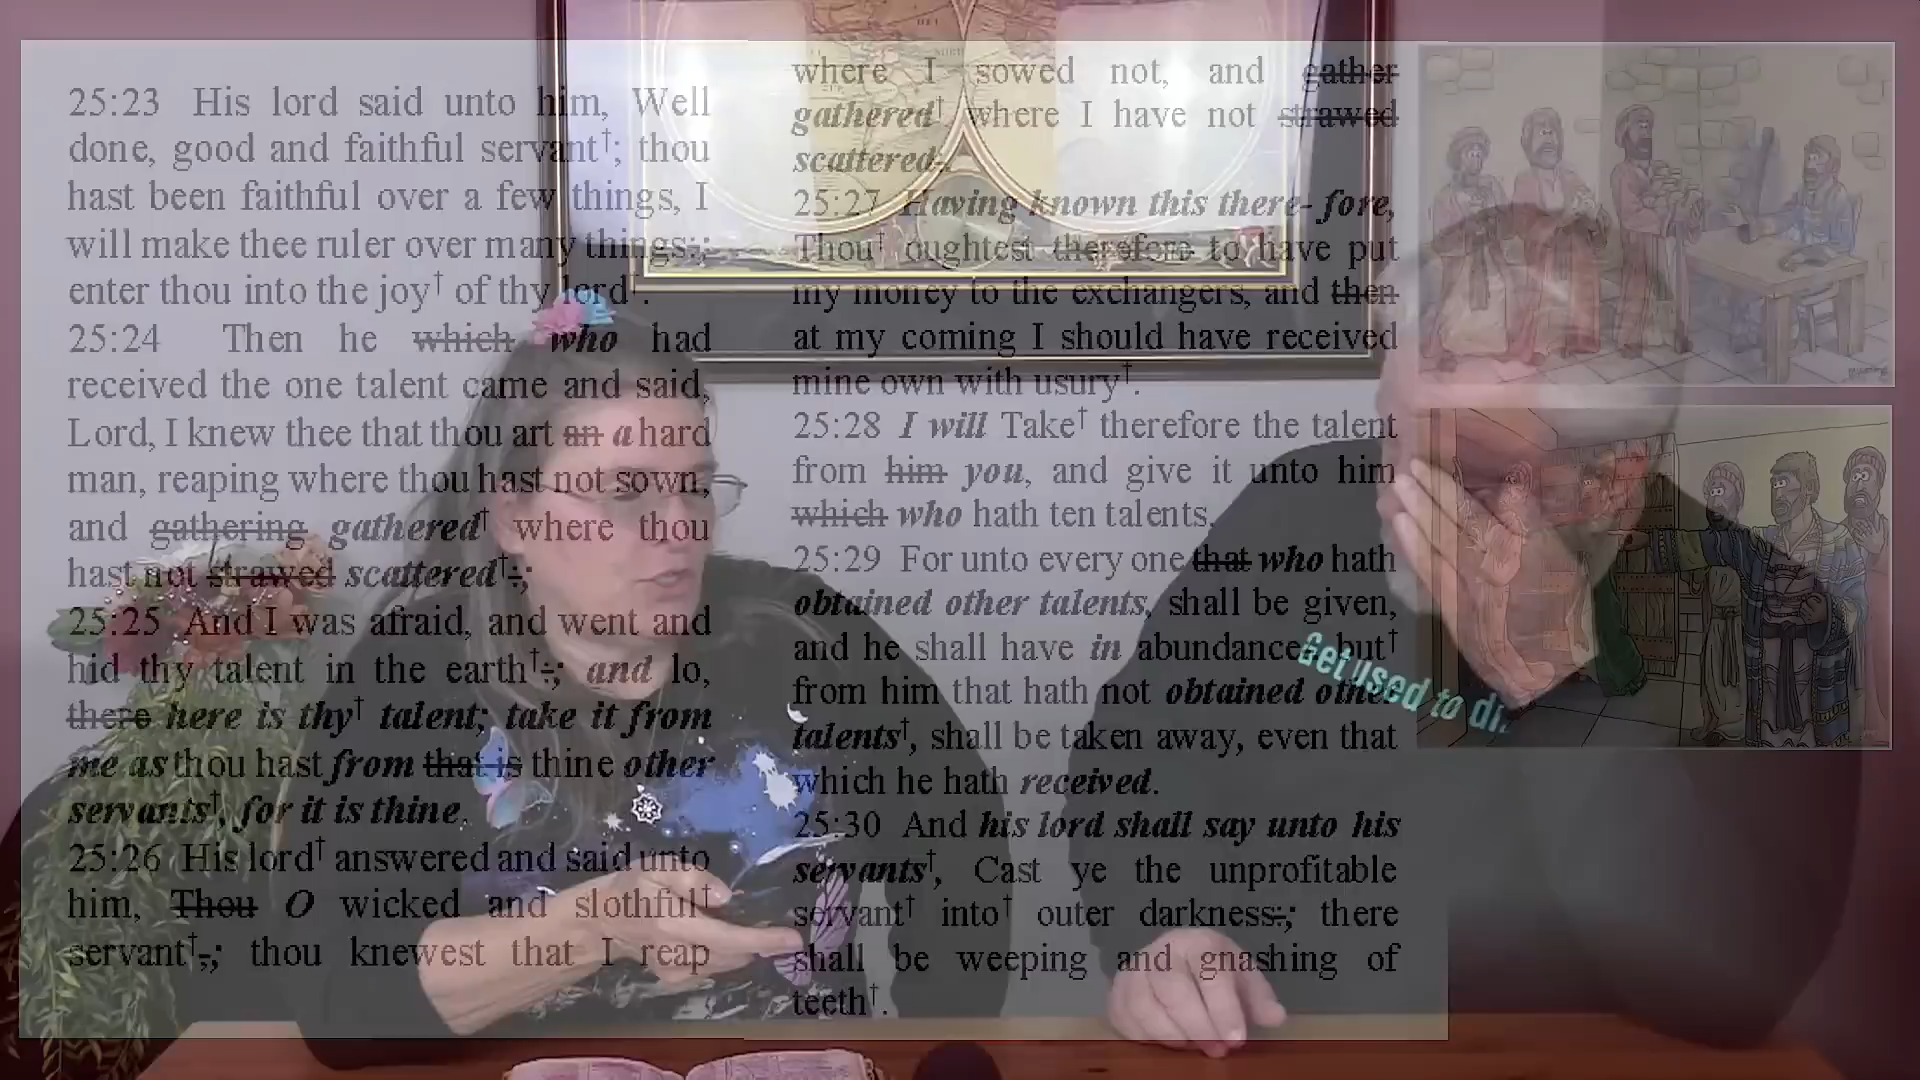 25:23 His lord said unto him, Well
done, good and faithful servant†; thou
hast been faithful over a few things, I
will make thee ruler over many things,;
enter thou into the joy† of thy lord†.
25:24 Then he which who had
received the one talent came and said,
Lord, I knew thee that thou art an a hard
man, reaping where thou hast not sown,
and gathering gathered† where thou
hast not strawed scattered†:;
25:25 And I was afraid, and went and
hid thy talent in the earth†:; and lo,
there here is thy† talent; take it from
me as thou hast from that is thine other
servants†, for it is thine.
25:26 His lord† answered and said unto
him, Thou O wicked and slothful†
servant†,; thou knewest that I reap
where I sowed not, and gather
gathered† where I have not strawed
scattered:.
25:27 Having known this there- fore,
Thou† oughtest therefore to have put
my money to the exchangers, and then
at my coming I should have received
mine own with usury†.
25:28 I will Take† therefore the talent
from him you, and give it unto him
which who hath ten talents.
25:29 For unto every one that who hath
obtained other talents, shall be given,
and he shall have in abundance: but†
from him that hath not obtained other
talents†, shall be taken away, even that
which he hath received.
25:30 And his lord shall say unto his
servants†, Cast ye the unprofitable
servant† into† outer darkness:; there
shall be weeping and gnashing of
teeth†.
Get used to di